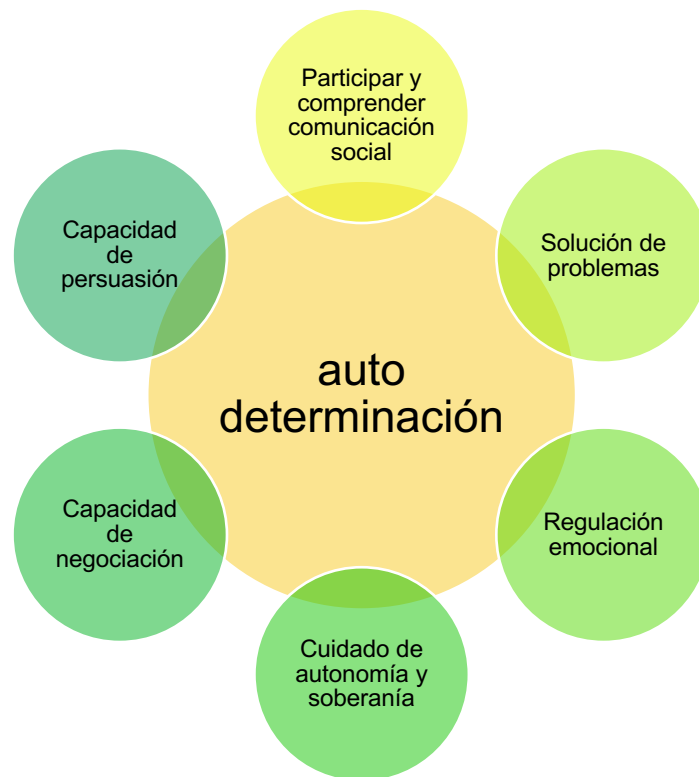 Participar y
comprender
comunicación
social
Solución de
problemas
Regulación
emocional
Cuidado de
autonomía y
soberanía
Capacidad
de
negociación
Capacidad
de
persuasión
auto
determinación